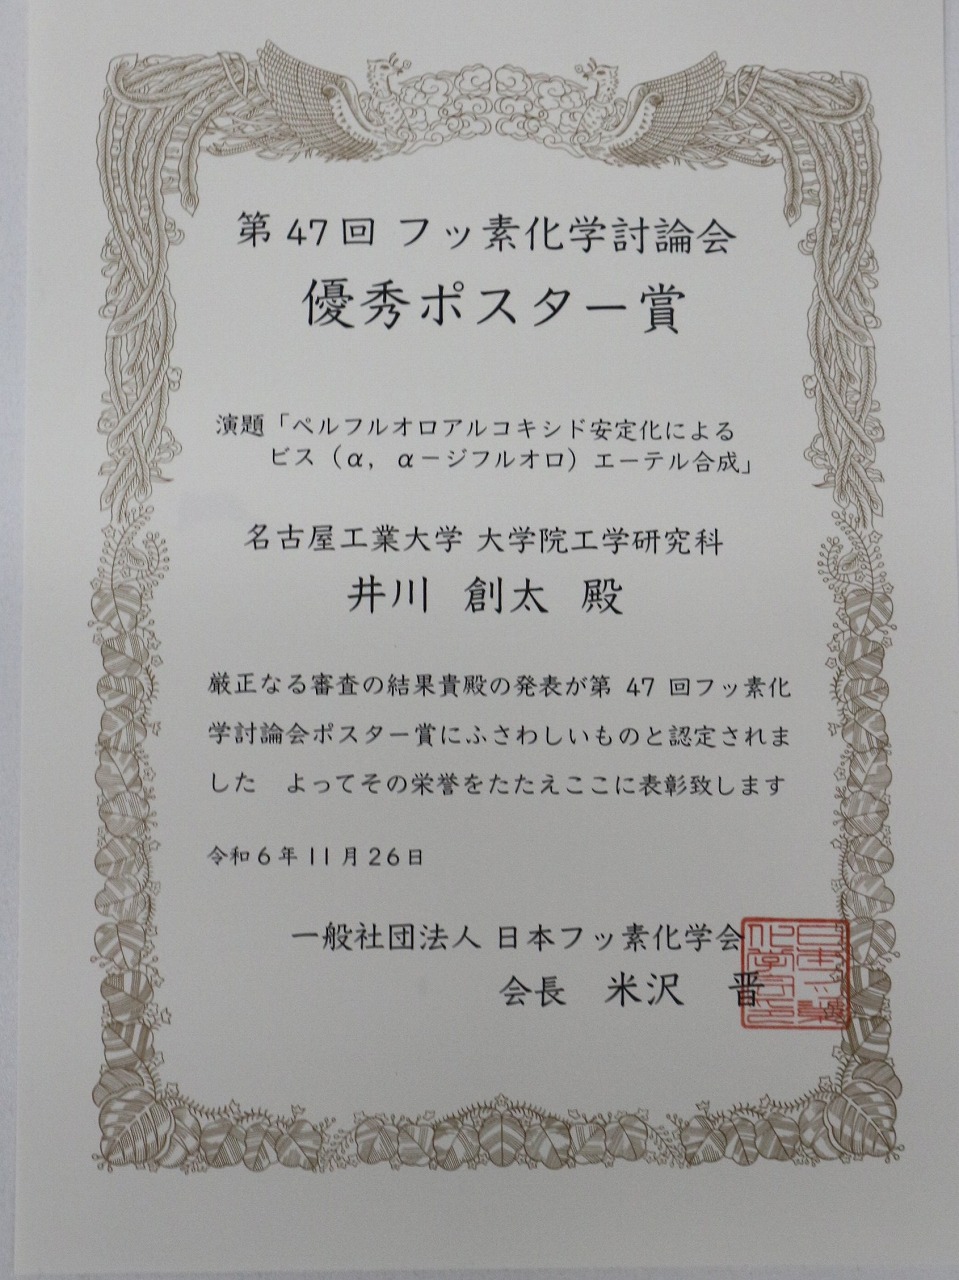 第47回 フッ素化学討論会
優秀ポスター賞
演題「ペルフルオロアルコキシド安定化による
ビス（α，α－ジフルオロ）エーテル合成」
名古屋工業大学 大学院工学研究科
井川 創太 殿
厳正なる審査の結果貴殿の発表が第 47 回フッ素化
学討論会ポスター賞にふさわしいものと認定されま
した よってその栄誉をたたえここに表彰致します
令和6年11月26日
一般社団法人 日本フッ素化学会
会長 米沢 晋